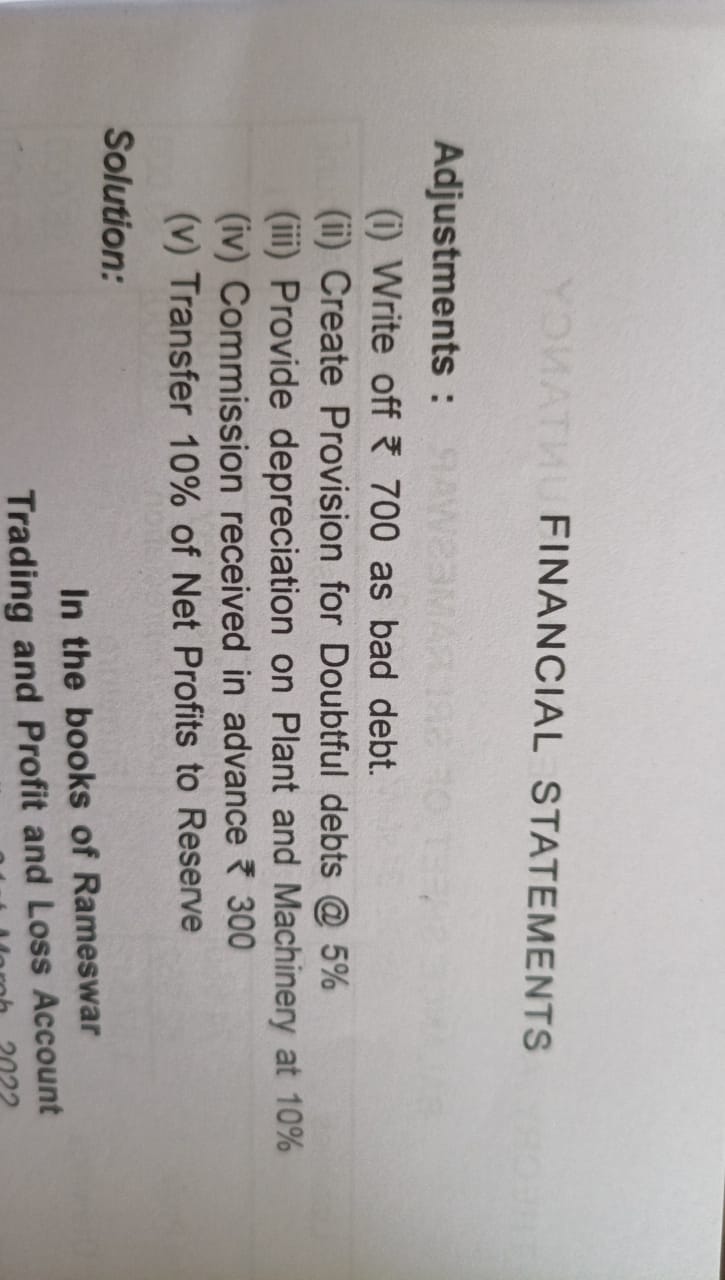 FINANCIAL STATEMENTS
Adjustments :
(i) Write off ₹ 700 as bad debt.
(ii) Create Provision for Doubtful debts @ 5%
(iii) Provide depreciation on Plant and Machinery at 10%
(iv) Commission received in advance ₹ 300
(v) Transfer 10% of Net Profits to Reserve
Solution:
In the books of Rameswar
Trading and Profit and Loss Account
March, 2022